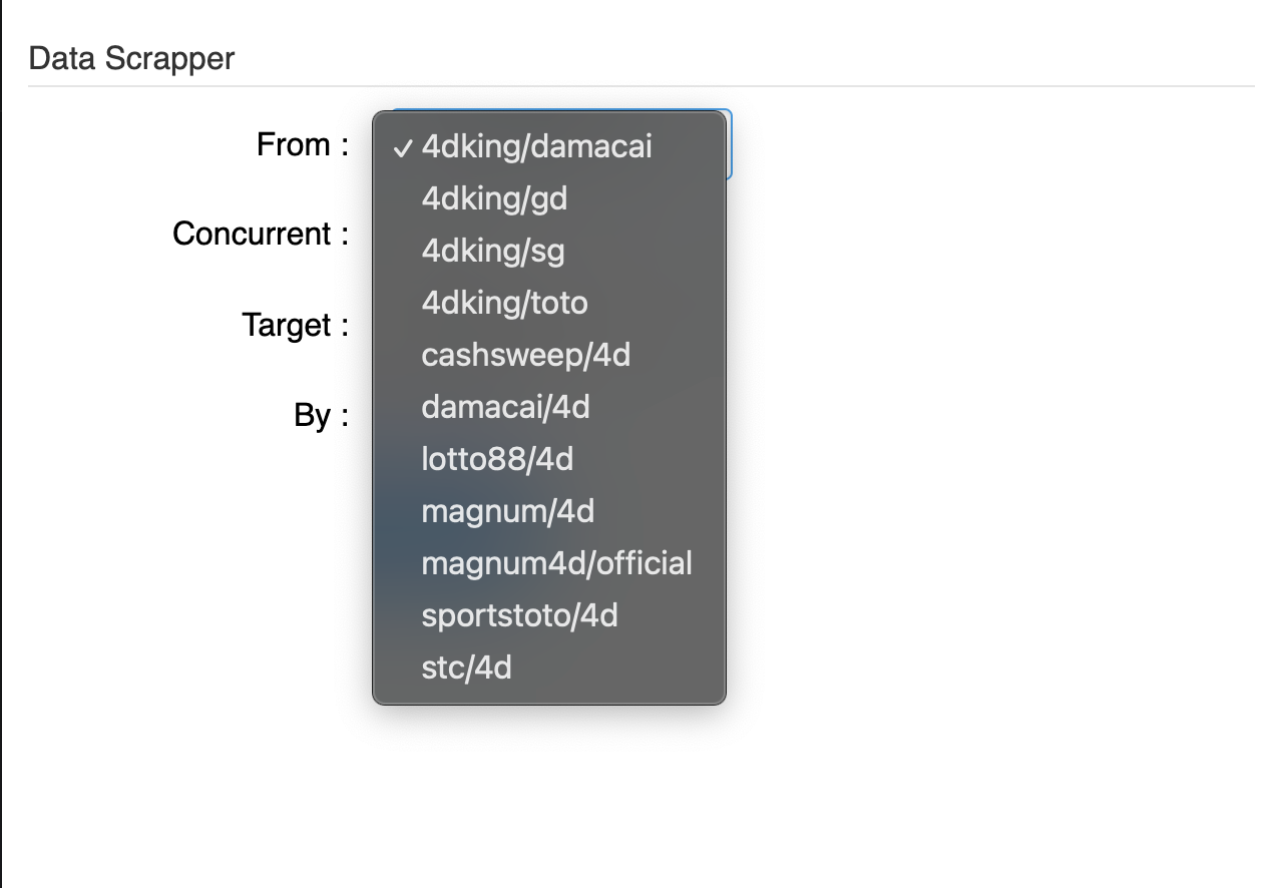 Data Scrapper
From :
✓ 4dking/damacai
4dking/gd
4dking/sg
4dking/toto
cashsweep/4d
damacai/4d
lotto88/4d
magnum/4d
magnum4d/official
sportstoto/4d
stc/4d
Concurrent :
Target :
By :